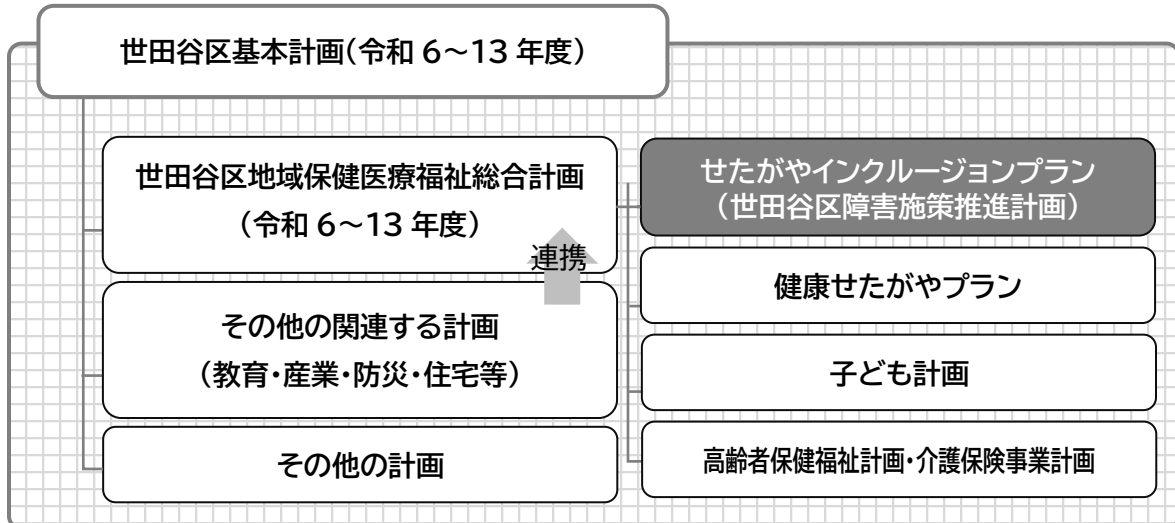 世田谷区基本計画(令和 6～13 年度)
世田谷区地域保健医療福祉総合計画
(令和 6～13 年度)
連携
その他の関連する計画
(教育・産業・防災・住宅等)
その他の計画
せたがやインクルージョンプラン
(世田谷区障害施策推進計画)
健康せたがやプラン
子ども計画
高齢者保健福祉計画・介護保険事業計画